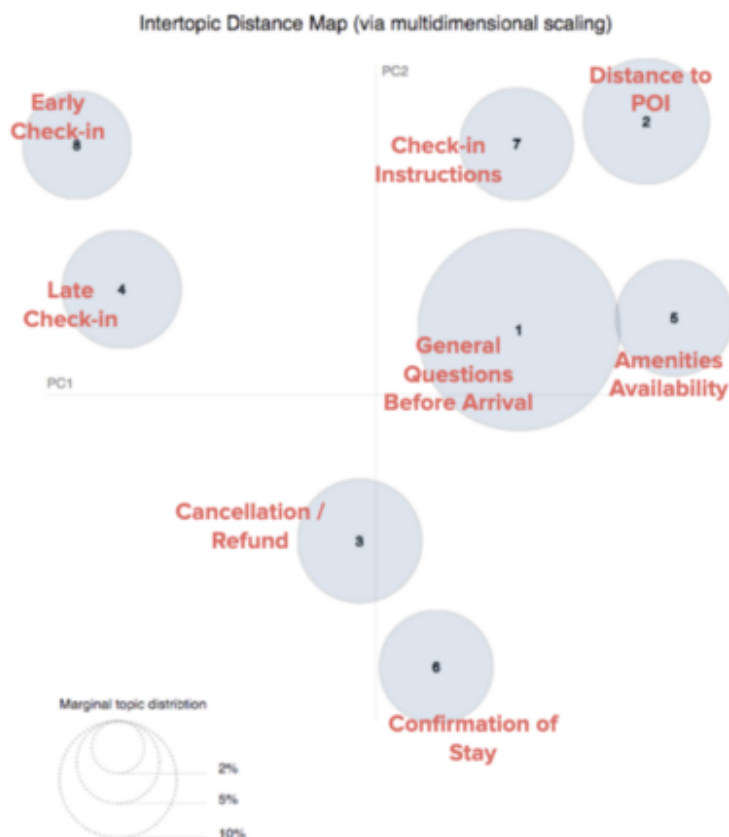 Intertopic Distance Map (via multidimensional scaling)
PC2
Distance to
POI
2
Early
Check-in
8
Check-in
Instructions
7
Late
Check-in
4
1
General
Questions
Before Arrival
5
Amenities
Availability
PC1
Cancellation /
Refund
3
6
Confirmation of
Stay
Marginal topic distribtion
2%
5%
10%